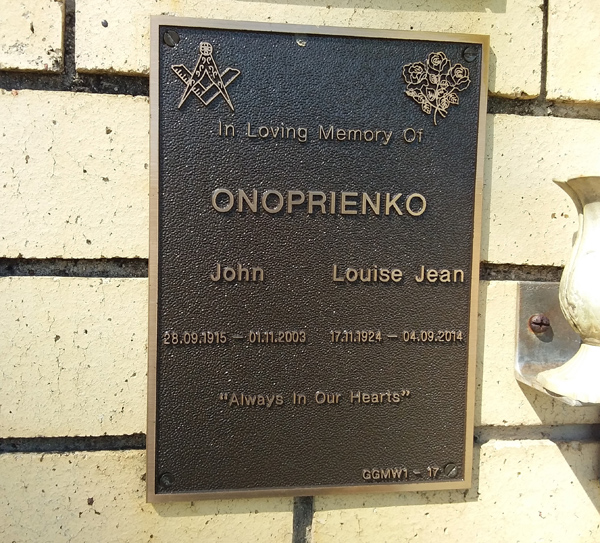 In Loving Memory Of
ONOPRIENKO
John Louise Jean
28.09.1915 — 01.11.2003 17.11.1924 — 04.09.2014
"Always In Our Hearts"
GGMW1 - 17